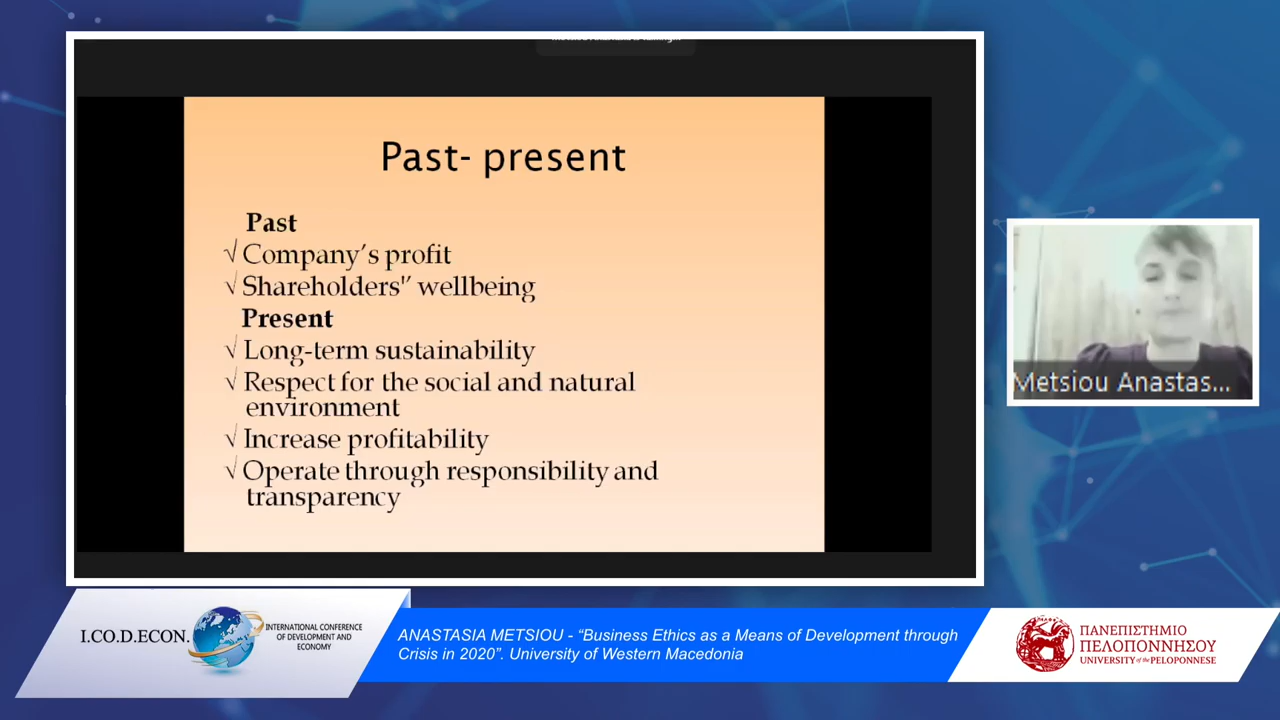 Past- present
Past
√ Company’s profit
√ Shareholders” wellbeing
Present
√ Long-term sustainability
√ Respect for the social and natural
environment
√ Increase profitability
√ Operate through responsibility and
transparency
Metsiou Anastas...
I.CO.D.ECON.
INTERNATIONAL CONFERENCE
OF DEVELOPMENT AND
ECONOMY
ANASTASIA METSIOU - “Business Ethics as a Means of Development through
Crisis in 2020”. University of Western Macedonia
ΠΑΝΕΠΙΣΤΗΜΙΟ
ΠΕΛΟΠΟΝΝΗΣΟΥ
UNIVERSITY of the PELOPONNESE